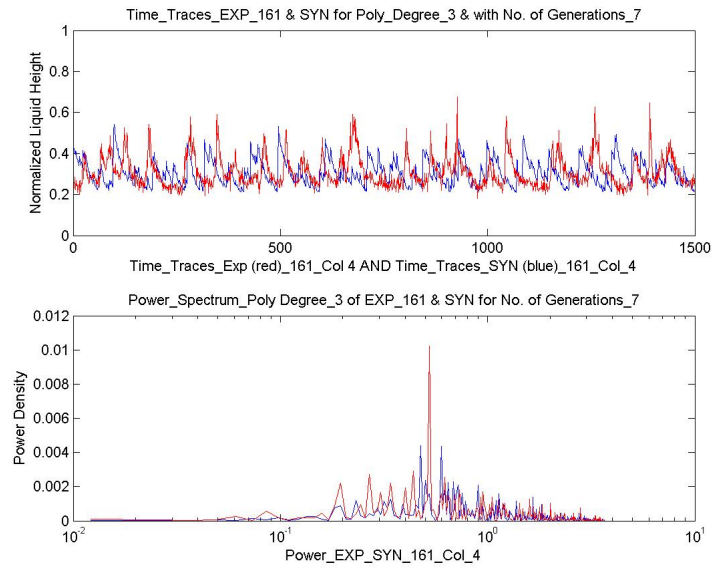 Time_Traces_EXP_161 & SYN for Poly_Degree_3 & with No. of Generations_7
1
0.8
0.6
0.4
0.2
0
Normalized Liquid Height
0 500 1000 1500
Time_Traces_Exp (red)_161_Col 4 AND Time_Traces_SYN (blue)_161_Col_4
Power_Spectrum_Poly Degree_3 of EXP_161 & SYN for No. of Generations_7
0.012
0.01
0.008
0.006
0.004
0.002
0
Power Density
10^-2 10^-1 10^0 10^1
Power_EXP_SYN_161_Col_4